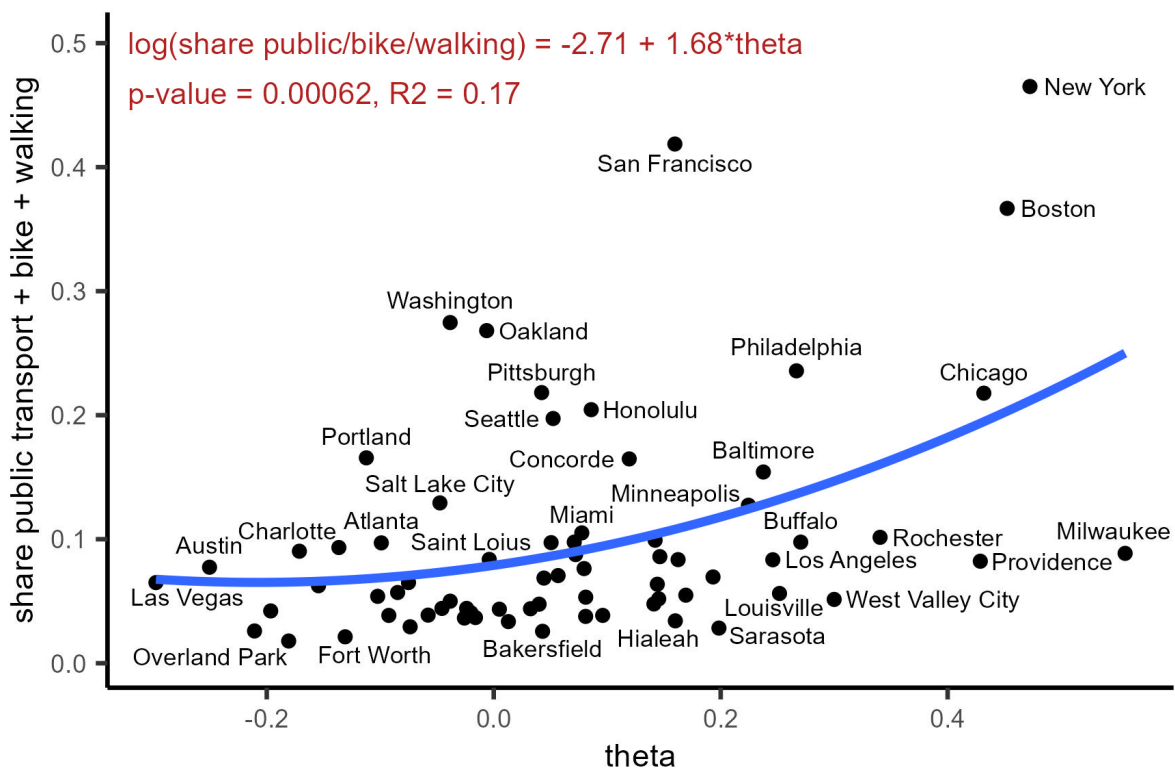 log(share public/bike/walking) = -2.71 + 1.68*theta
p-value = 0.00062, R2 = 0.17
share public transport + bike + walking
0.5
0.4
0.3
0.2
0.1
0.0
New York
San Francisco
Boston
Washington
Oakland
Philadelphia
Pittsburgh
Chicago
Seattle
Honolulu
Portland
Baltimore
Concorde
Salt Lake City
Minneapolis
Miami
Charlotte
Atlanta
Buffalo
Austin
Saint Loius
Rochester
Milwaukee
Los Angeles
Providence
Las Vegas
Louisville
West Valley City
Overland Park
Fort Worth
Bakersfield
Hialeah
Sarasota
-0.2
0.0
0.2
0.4
theta